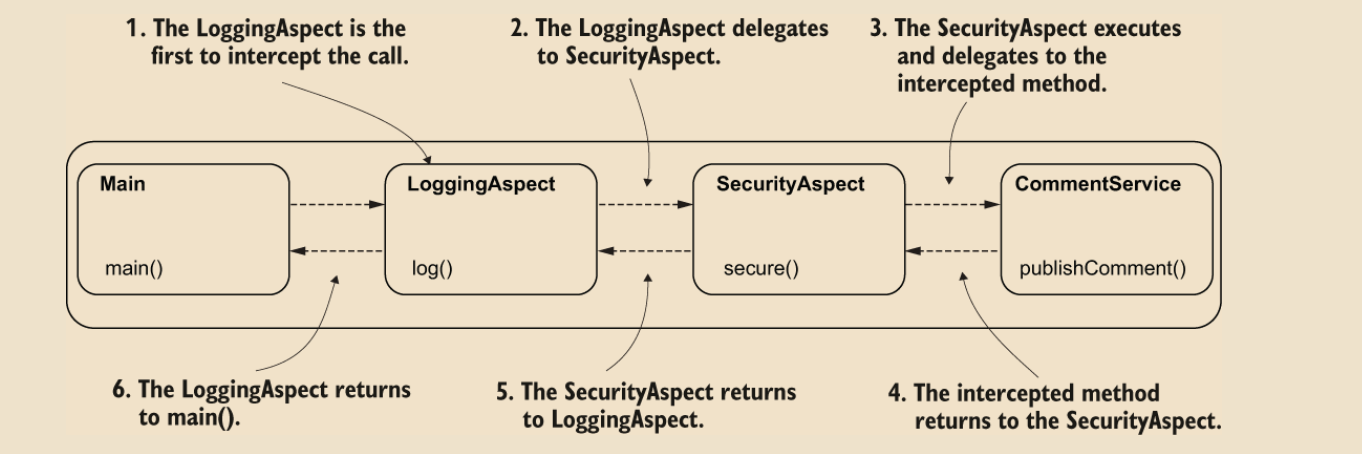 1. The LoggingAspect is the
first to intercept the call.
2. The LoggingAspect delegates
to SecurityAspect.
3. The SecurityAspect executes
and delegates to the
intercepted method.
Main
main()
LoggingAspect
log()
SecurityAspect
secure()
CommentService
publishComment()
6. The LoggingAspect returns
to main().
5. The SecurityAspect returns
to LoggingAspect.
4. The intercepted method
returns to the SecurityAspect.